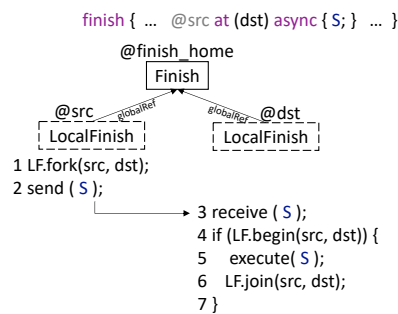 finish { … @src at (dst) async { S; } … }
@finish_home
Finish
@src globalRef globalRef @dst
LocalFinish LocalFinish
1 LF.fork(src, dst);
2 send ( S );
3 receive ( S );
4 if (LF.begin(src, dst)) {
5 execute( S );
6 LF.join(src, dst);
7 }